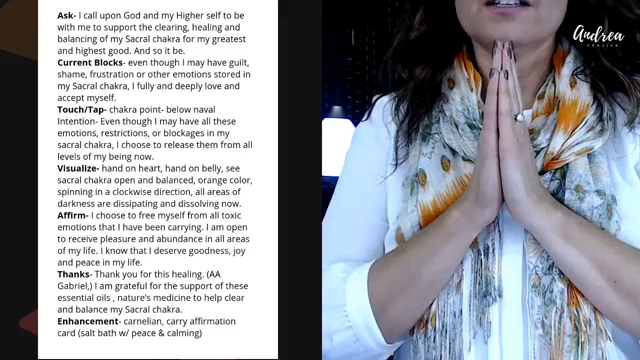 Ask- I call upon God and my Higher self to be
with me to support the clearing, healing and
balancing of my Sacral chakra for my greatest
and highest good. And so it be.
Current Blocks- even though I may have guilt,
shame, frustration or other emotions stored in
my Sacral chakra, I fully and deeply love and
accept myself.
Touch/Tap- chakra point- below naval
Intention- Even though I may have all these
emotions, restrictions, or blockages in my
sacral chakra, I choose to release them from all
levels of my being now.
Visualize- hand on heart, hand on belly, see
sacral chakra open and balanced, orange color,
spinning in a clockwise direction, all areas of
darkness are dissipating and dissolving now.
Affirm- I choose to free myself from all toxic
emotions that I have been carrying. I am open
to receive pleasure and abundance in all areas
of my life. I know that I deserve goodness, joy
and peace in my life.
Thanks- Thank you for this healing. (AA
Gabriel,) I am grateful for the support of these
essential oils , nature's medicine to help clear
and balance my Sacral chakra.
Enhancement- carnelian, carry affirmation
card (salt bath w/ peace & calming)
Andrea
FRASIER